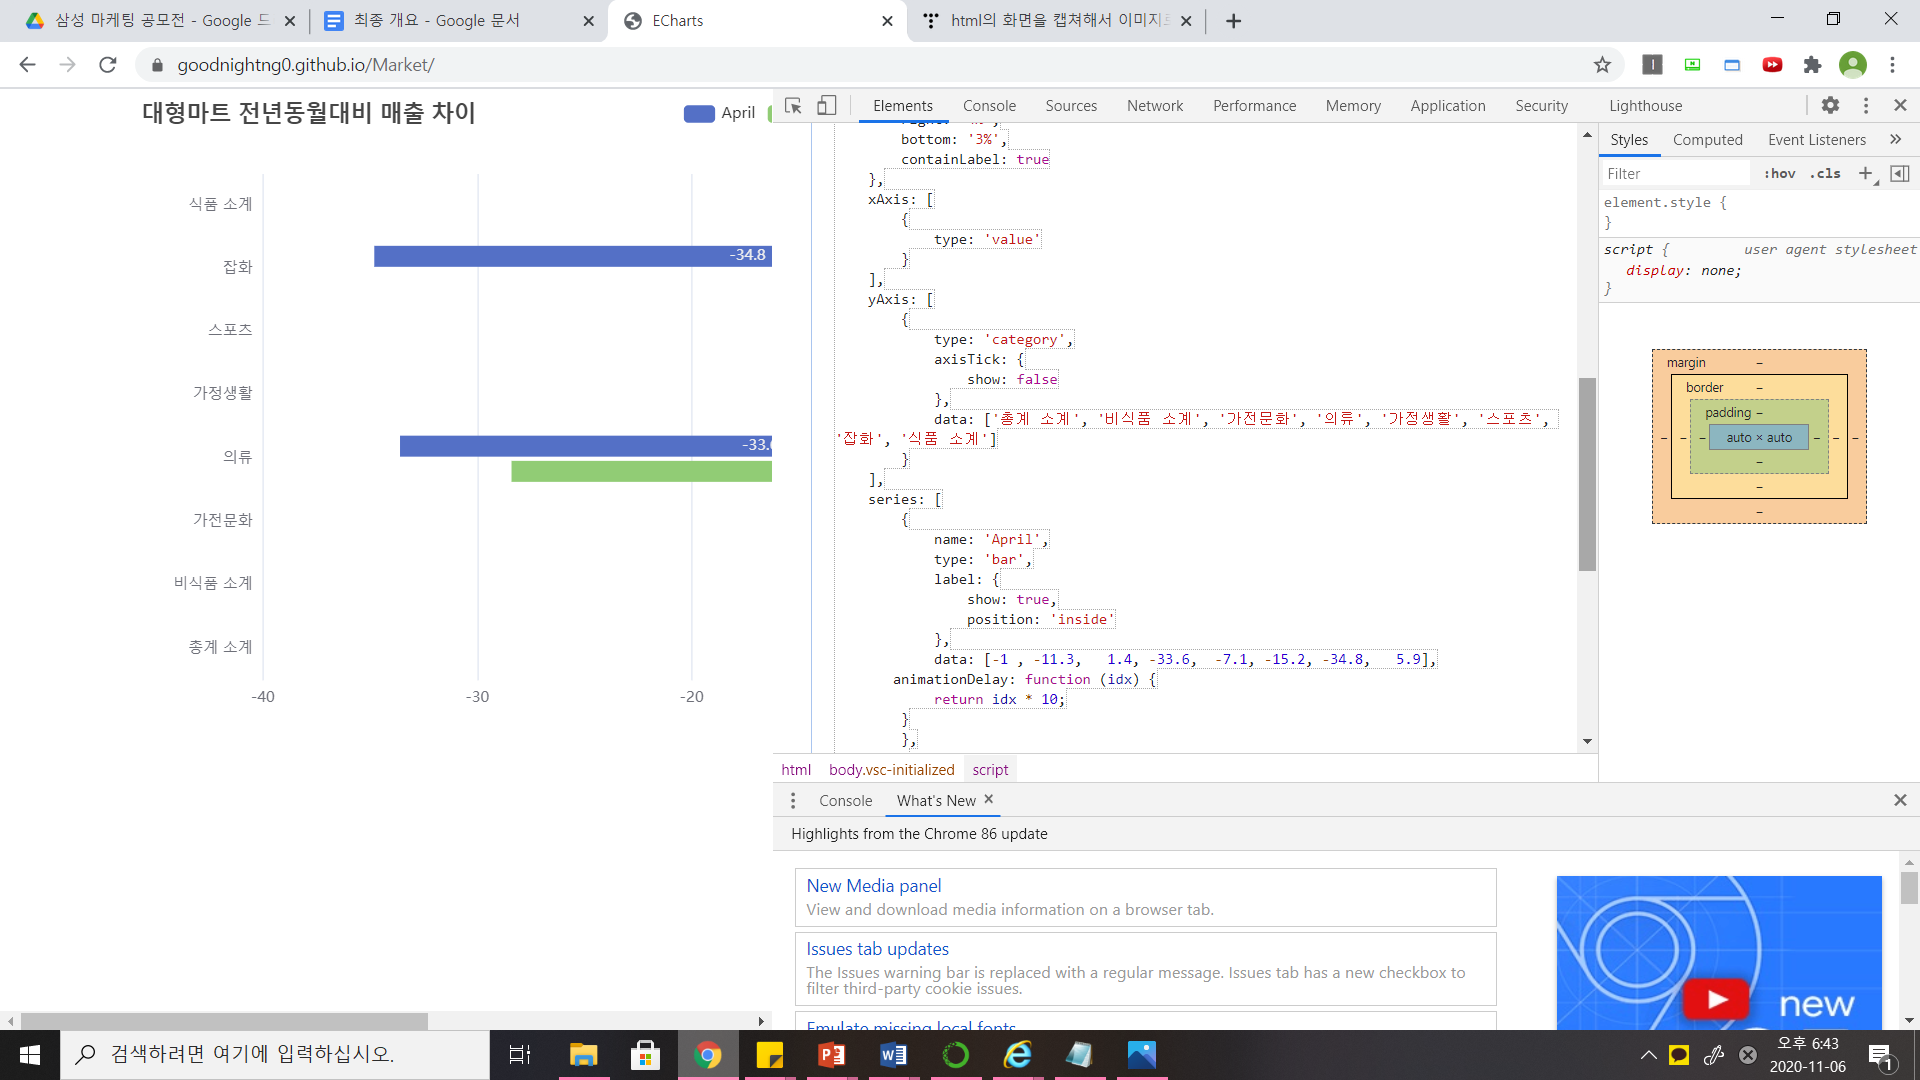 삼성 마케팅 공모전 - Google 드
최종 개요 - Google 문서
ECharts
html의 화면을 캡쳐해서 이미지로
goodnightng0.github.io/Market/
대형마트 전년동월대비 매출 차이
April
식품 소계
잡화
-34.8
스포츠
가정생활
의류
-33.6
가전문화
비식품 소계
총계 소계
-40
-30
-20
Elements
Console
Sources
Network
Performance
Memory
Application
Security
Lighthouse
bottom: '3%',
containLabel: true
},
xAxis: [
{
type: 'value'
}
],
yAxis: [
{
type: 'category',
axisTick: {
show: false
},
data: ['총계 소계', '비식품 소계', '가전문화', '의류', '가정생활', '스포츠',
'잡화', '식품 소계']
}
],
series: [
{
name: 'April',
type: 'bar',
label: {
show: true,
position: 'inside'
},
data: [-1 , -11.3,   1.4, -33.6,  -7.1, -15.2, -34.8,   5.9],
animationDelay: function (idx) {
return idx * 10;
}
},
html
body.vsc-initialized
script
Styles
Computed
Event Listeners
Filter
:hov
.cls
element.style {
}
script {
user agent stylesheet
display: none;
}
margin
border
padding
auto × auto
Console
What's New
Highlights from the Chrome 86 update
New Media panel
View and download media information on a browser tab.
Issues tab updates
The Issues warning bar is replaced with a regular message. Issues tab has a new checkbox to
filter third-party cookie issues.
Emulate missing local fonts
new
검색하려면 여기에 입력하십시오.
오후 6:43
2020-11-06
1